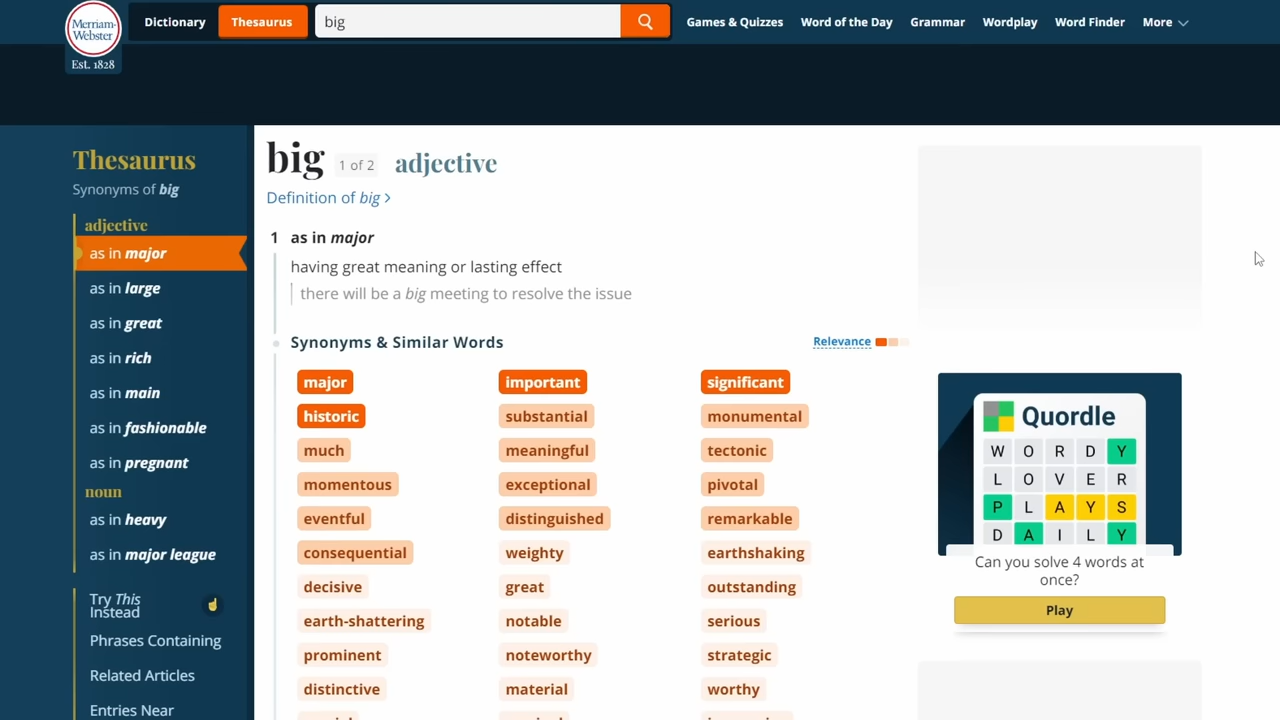 Merriam-
Webster
Est. 1828
Dictionary
Thesaurus
big
Games & Quizzes
Word of the Day
Grammar
Wordplay
Word Finder
More
Thesaurus
Synonyms of big
adjective
as in major
as in large
as in great
as in rich
as in main
as in fashionable
as in pregnant
noun
as in heavy
as in major league
Try This
Instead
Phrases Containing
Related Articles
Entries Near
big 1 of 2 adjective
Definition of big >
1 as in major
having great meaning or lasting effect
there will be a big meeting to resolve the issue
Synonyms & Similar Words
Relevance
major important significant
historic substantial monumental
much meaningful tectonic
momentous exceptional pivotal
eventful distinguished remarkable
consequential weighty earthshaking
decisive great outstanding
earth-shattering notable serious
prominent noteworthy strategic
distinctive material worthy
Quordle
W O R D Y
L O V E R
P L A Y S
D A I L Y
Can you solve 4 words at
once?
Play